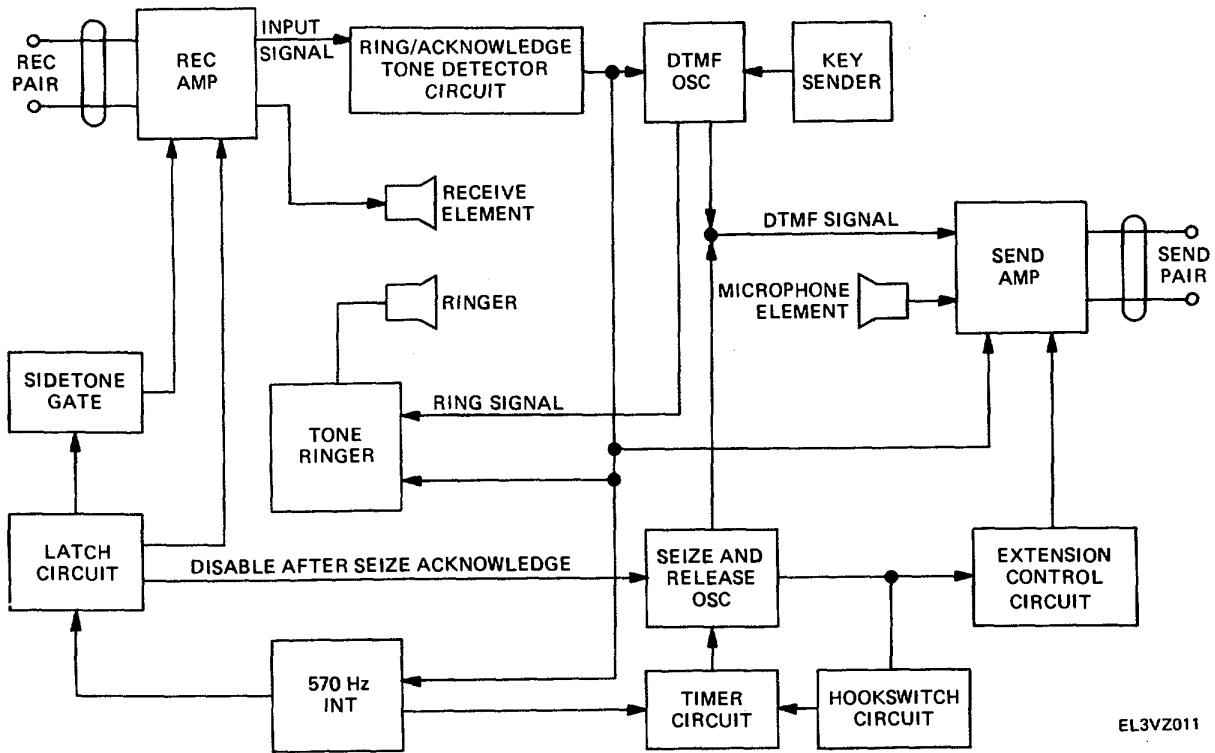 REC
PAIR
REC
AMP
INPUT
SIGNAL
RING/ACKNOWLEDGE
TONE DETECTOR
CIRCUIT
DTMF
OSC
KEY
SENDER
RECEIVE
ELEMENT
DTMF SIGNAL
SEND
AMP
SEND
PAIR
MICROPHONE
ELEMENT
RINGER
SIDETONE
GATE
RING SIGNAL
TONE
RINGER
LATCH
CIRCUIT
DISABLE AFTER SEIZE ACKNOWLEDGE
SEIZE AND
RELEASE
OSC
EXTENSION
CONTROL
CIRCUIT
570 Hz
INT
TIMER
CIRCUIT
HOOKSWITCH
CIRCUIT
EL3VZ011